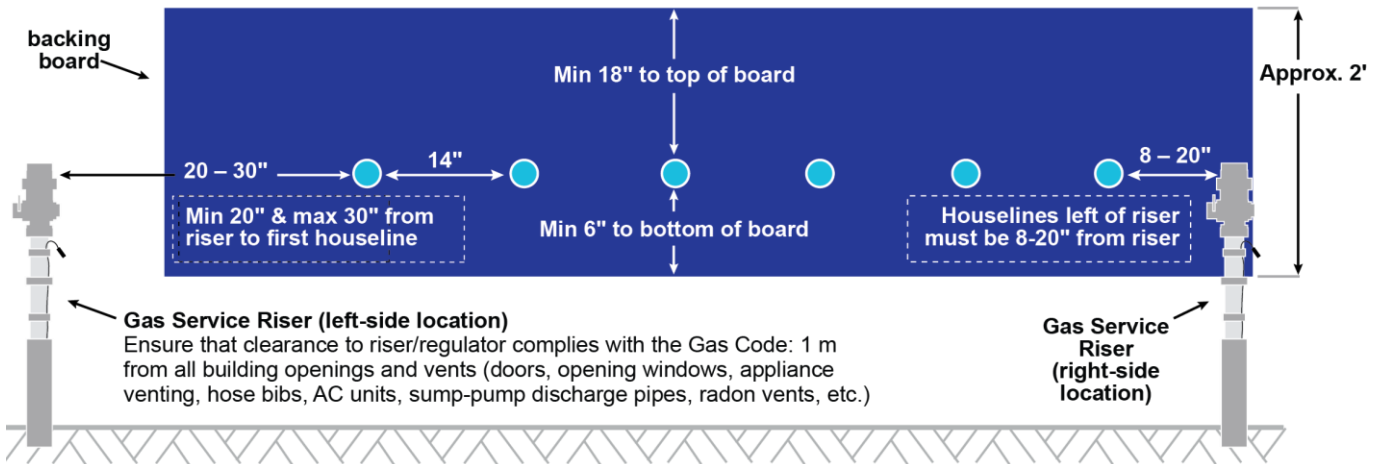 backing
board
Min 18" to top of board
Approx. 2'
20 – 30"
14"
8 – 20"
Min 20" & max 30" from
riser to first houseline
Min 6" to bottom of board
Houselines left of riser
must be 8-20" from riser
Gas Service Riser (left-side location)
Ensure that clearance to riser/regulator complies with the Gas Code: 1 m
from all building openings and vents (doors, opening windows, appliance
venting, hose bibs, AC units, sump-pump discharge pipes, radon vents, etc.)
Gas Service
Riser
(right-side
location)